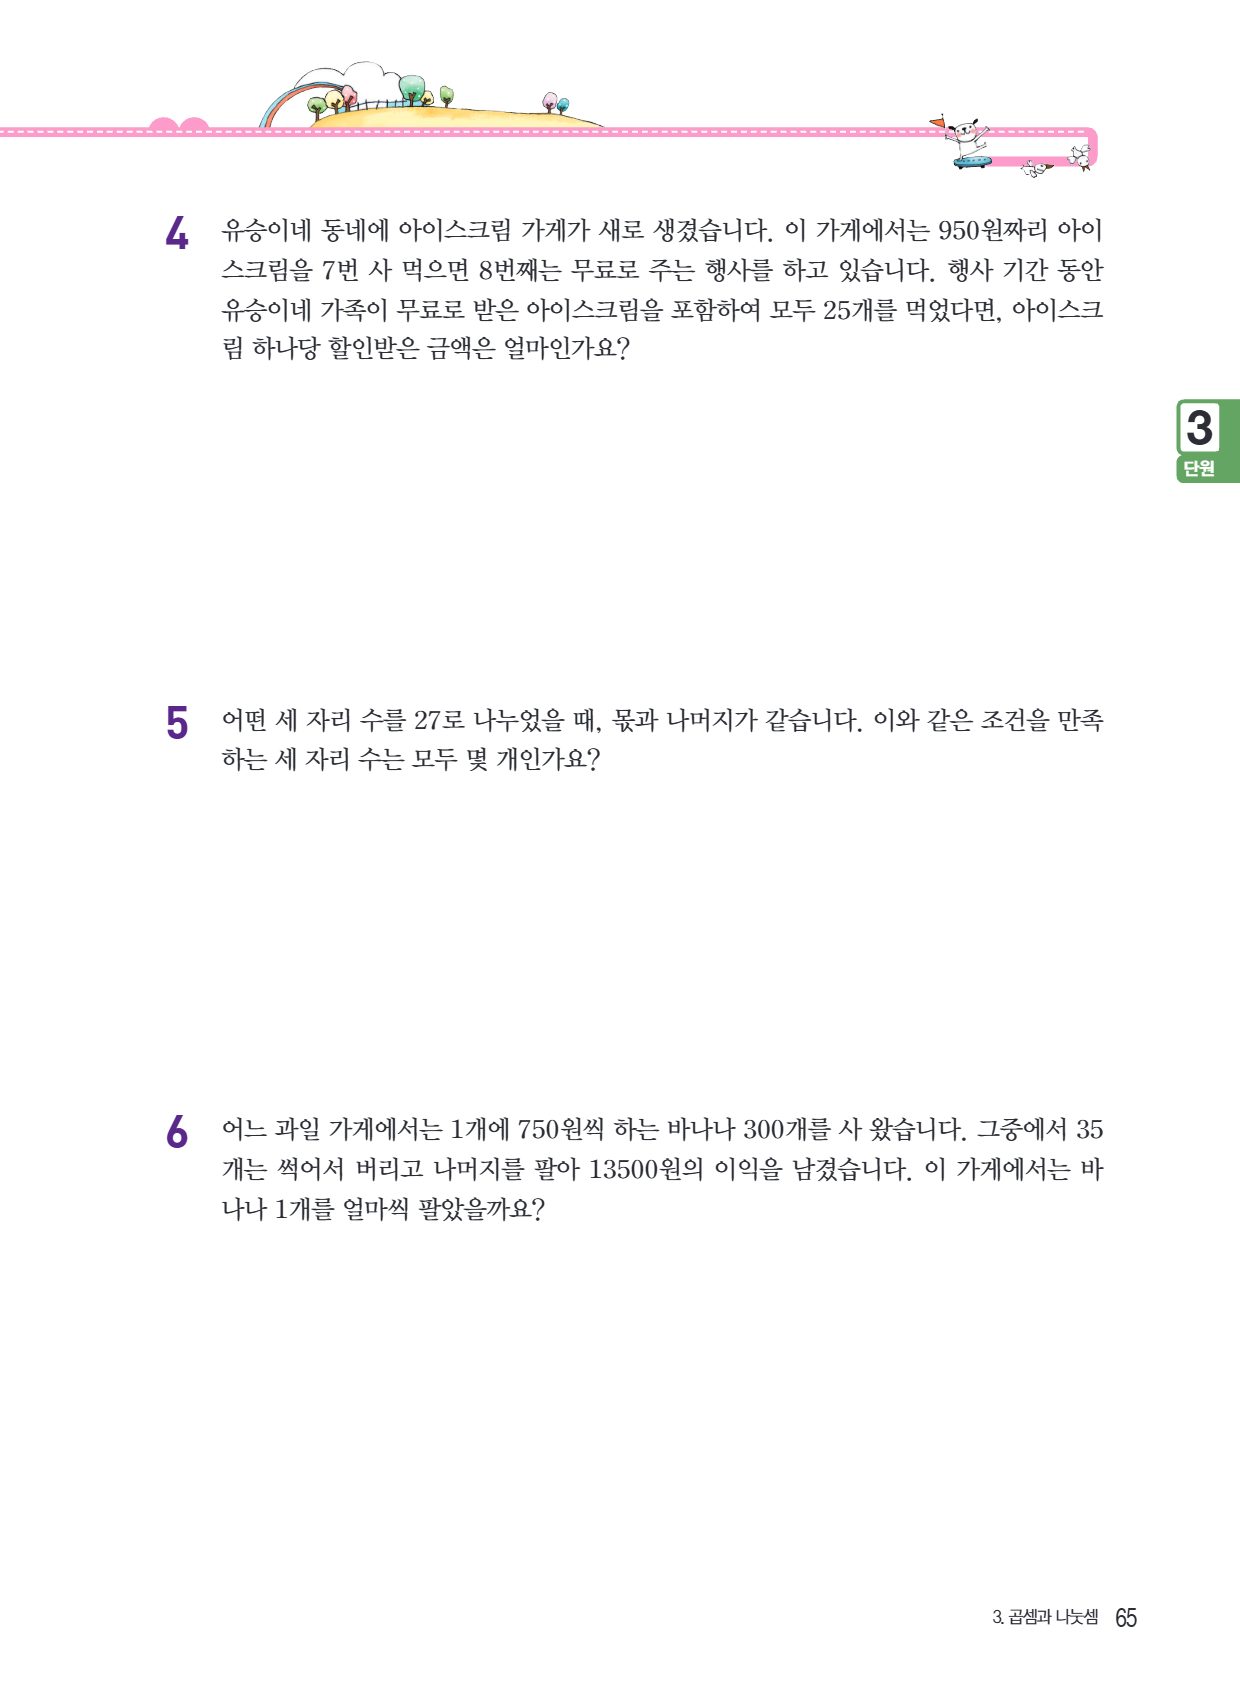 4 유승이네 동네에 아이스크림 가게가 새로 생겼습니다. 이 가게에서는 950원짜리 아이
스크림을 7번 사 먹으면 8번째는 무료로 주는 행사를 하고 있습니다. 행사 기간 동안
유승이네 가족이 무료로 받은 아이스크림을 포함하여 모두 25개를 먹었다면, 아이스크
림 하나당 할인받은 금액은 얼마인가요?
3
단원
5 어떤 세 자리 수를 27로 나누었을 때, 몫과 나머지가 같습니다. 이와 같은 조건을 만족
하는 세 자리 수는 모두 몇 개인가요?
6 어느 과일 가게에서는 1개에 750원씩 하는 바나나 300개를 사 왔습니다. 그중에서 35
개는 썩어서 버리고 나머지를 팔아 13500원의 이익을 남겼습니다. 이 가게에서는 바
나나 1개를 얼마씩 팔았을까요?
3. 곱셈과 나눗셈 65